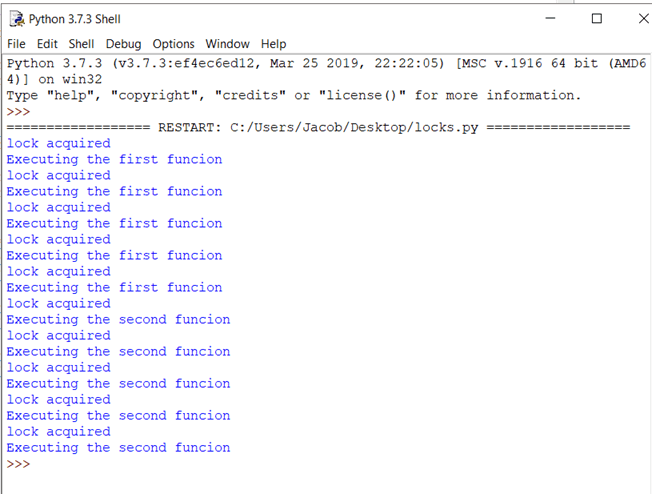 Python 3.7.3 Shell
File Edit Shell Debug Options Window Help
Python 3.7.3 (v3.7.3:ef4ec6ed12, Mar 25 2019, 22:22:05) [MSC v.1916 64 bit (AMD6
4)] on win32
Type "help", "copyright", "credits" or "license()" for more information.
>>>
================== RESTART: C:/Users/Jacob/Desktop/locks.py ==================
lock acquired
Executing the first funcion
lock acquired
Executing the first funcion
lock acquired
Executing the first funcion
lock acquired
Executing the first funcion
lock acquired
Executing the first funcion
lock acquired
Executing the second funcion
lock acquired
Executing the second funcion
lock acquired
Executing the second funcion
lock acquired
Executing the second funcion
lock acquired
Executing the second funcion
>>>